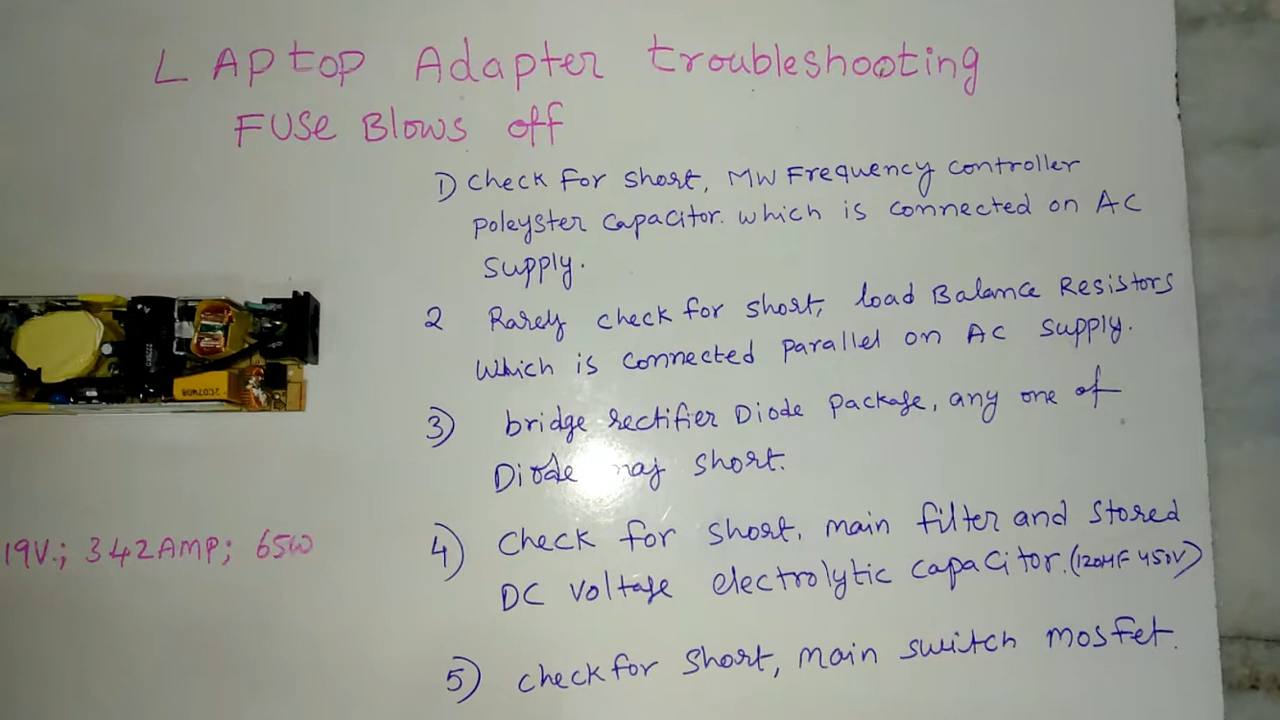 LAptop Adapter troubleshooting
FUSE Blows off
1) check For short, MW Frequency controller
poleyster capacitor. which is connected on AC
supply.
2 Rarely check for short, load Balance Resistors
which is connected parallel on AC supply.
3) bridge rectifier Diode package, any one of
Diode may short.
4) check for short, main filter and stored
DC voltage electrolytic capacitor. (120MF 450V)
5) check for short, main switch mosfet.
19V.; 342AMP; 65W